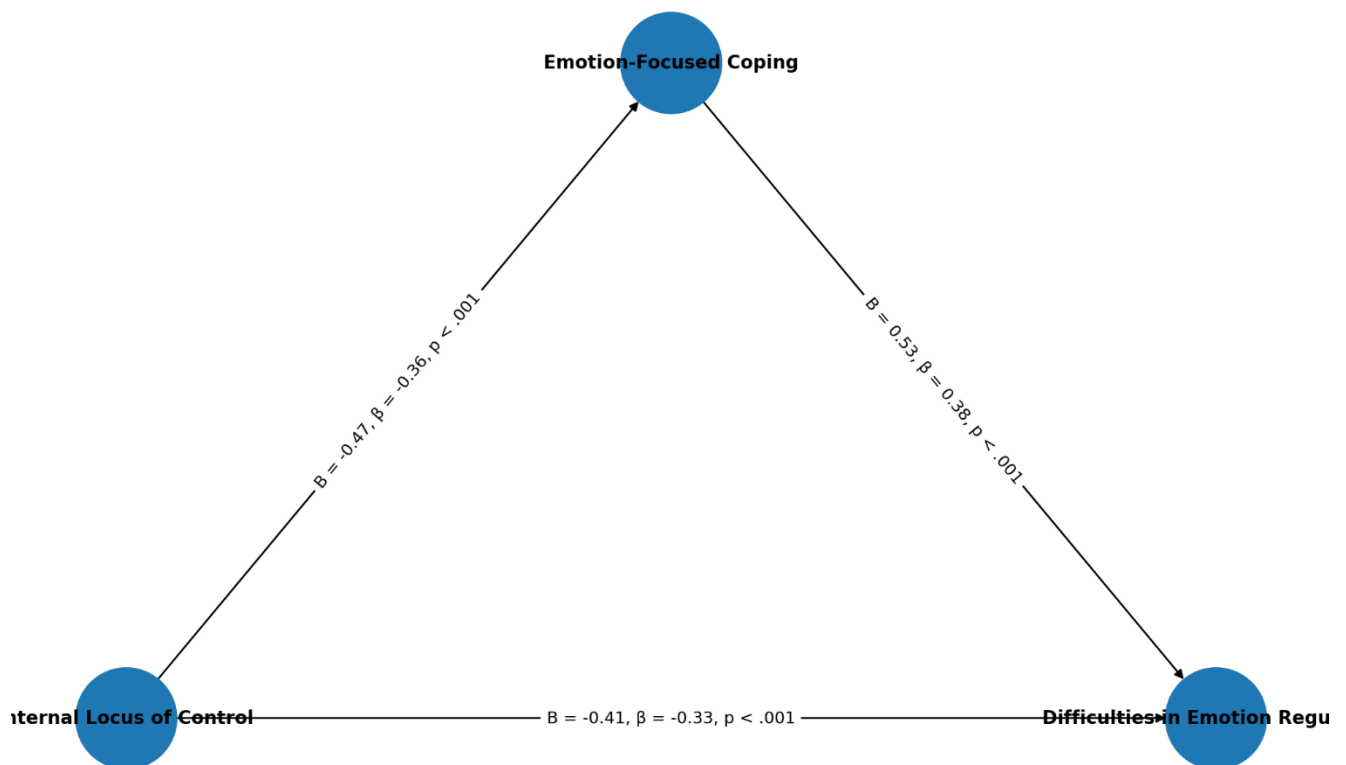 Emotion-Focused Coping
B = -0.47, β = -0.36, p < .001
B = 0.53, β = 0.38, p < .001
nternal Locus of Control
B = -0.41, β = -0.33, p < .001
Difficulties in Emotion Regu